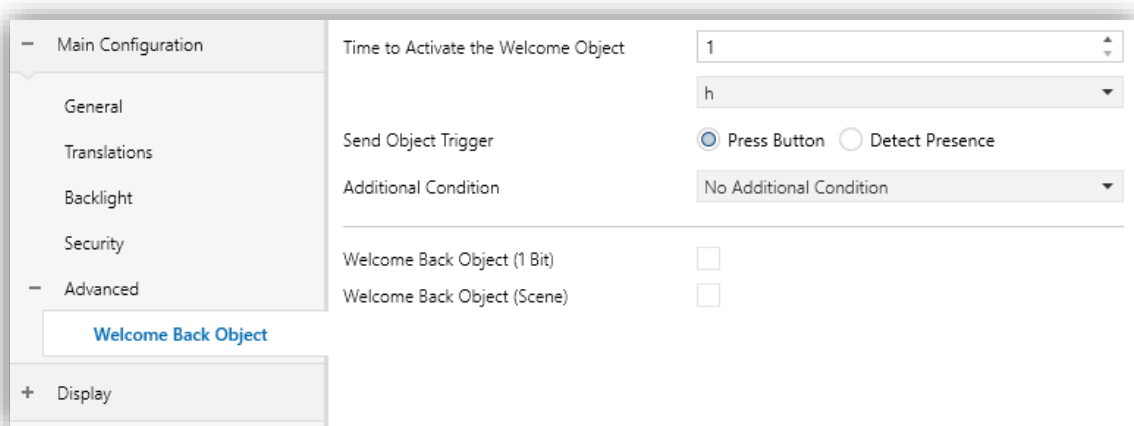 Main Configuration
General
Translations
Backlight
Security
Advanced
Welcome Back Object
Display
Time to Activate the Welcome Object 1
h
Send Object Trigger Press Button Detect Presence
Additional Condition No Additional Condition
Welcome Back Object (1 Bit)
Welcome Back Object (Scene)